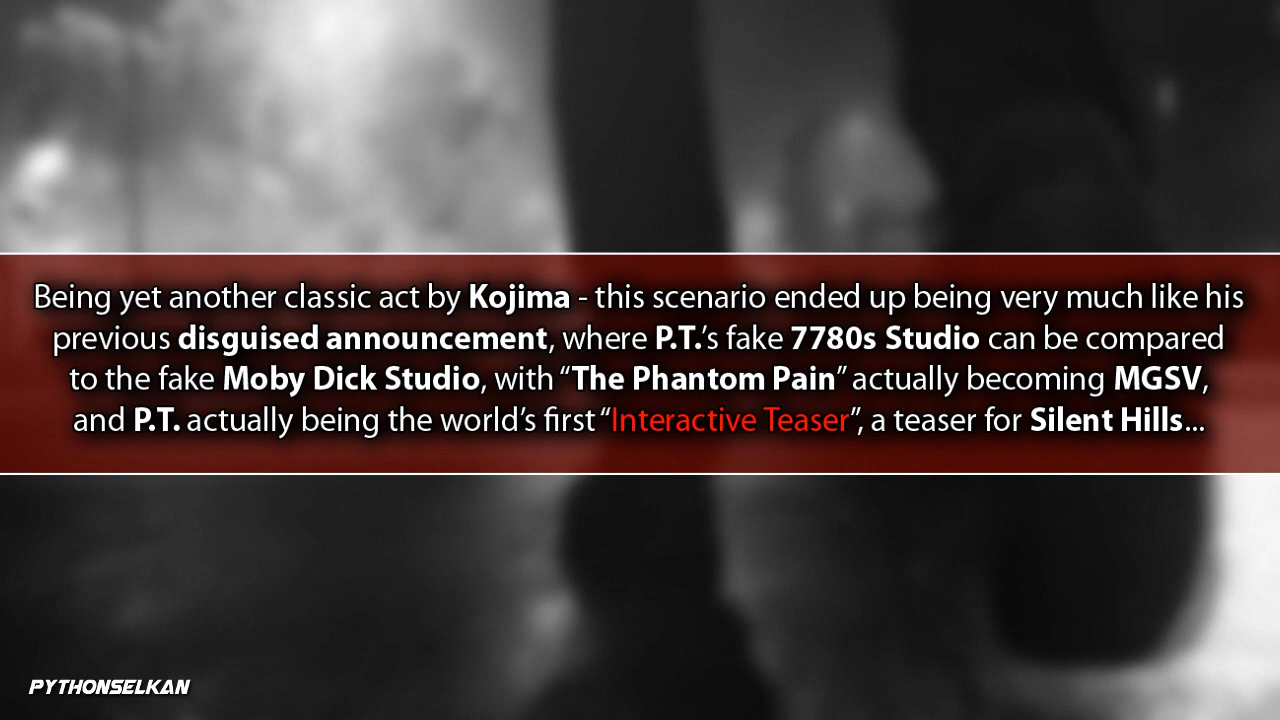 Being yet another classic act by Kojima - this scenario ended up being very much like his
previous disguised announcement, where P.T.’s fake 7780s Studio can be compared
to the fake Moby Dick Studio, with “The Phantom Pain” actually becoming MGSV,
and P.T. actually being the world’s first “Interactive Teaser”, a teaser for Silent Hills...
PYTHONSELKAN